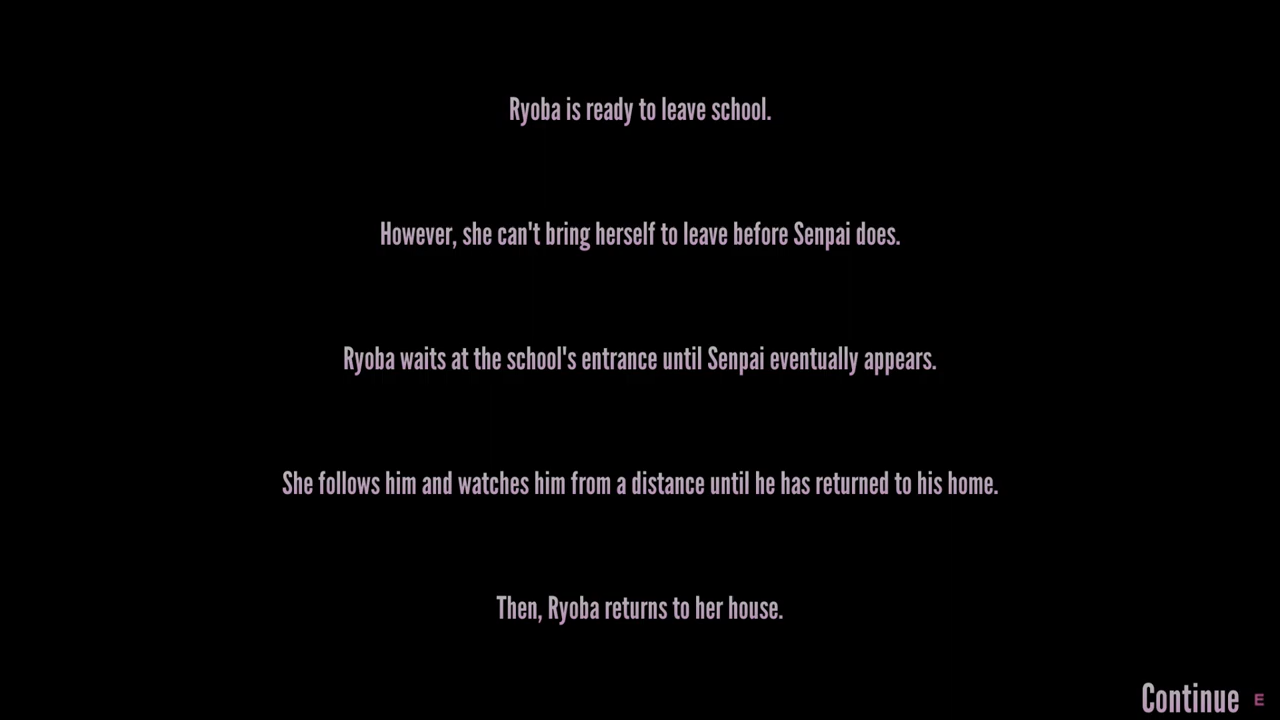 Ryoba is ready to leave school.
However, she can't bring herself to leave before Senpai does.
Ryoba waits at the school's entrance until Senpai eventually appears.
She follows him and watches him from a distance until he has returned to his home.
Then, Ryoba returns to her house.
Continue E